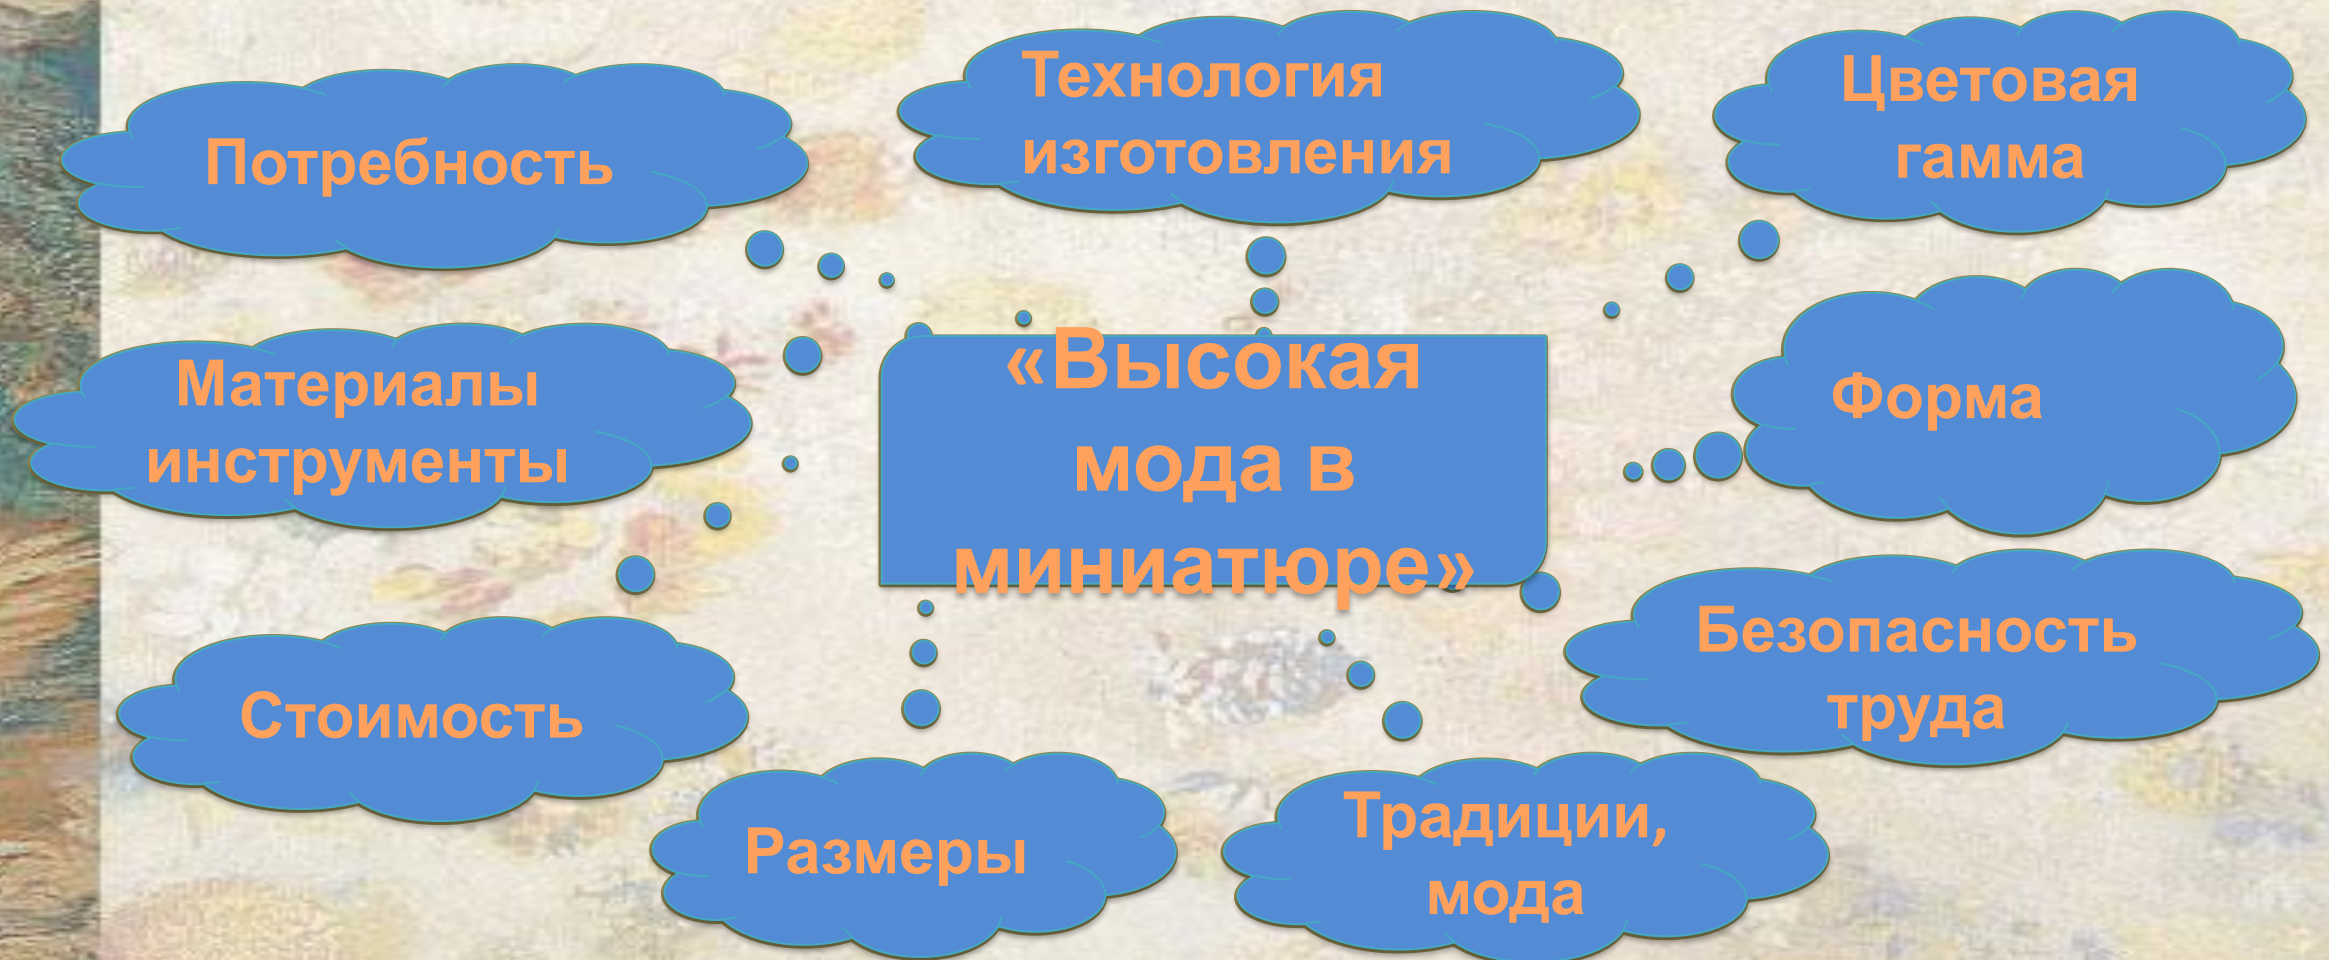 Потребность
Технология
изготовления
Цветовая
гамма
Материалы
инструменты
«Высокая
мода в
миниатюре»
Форма
Стоимость
Безопасность
труда
Размеры
Традиции,
мода